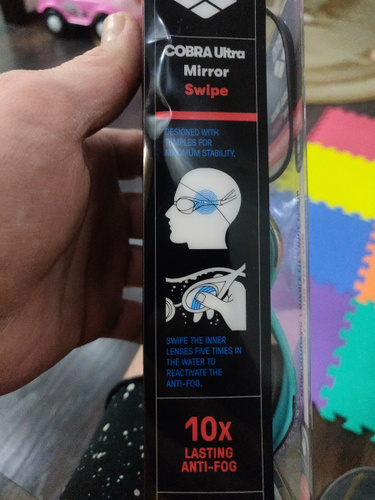 COBRA Ultra
Mirror
Swipe
DESIGNED WITH
FOR
MAXIMUM STABILITY.
SWIPE THE INNER
LENSES FIVE TIMES IN
THE WATER TO
REACTIVATE THE
ANTI-FOG.
10x
LASTING
ANTI-FOG